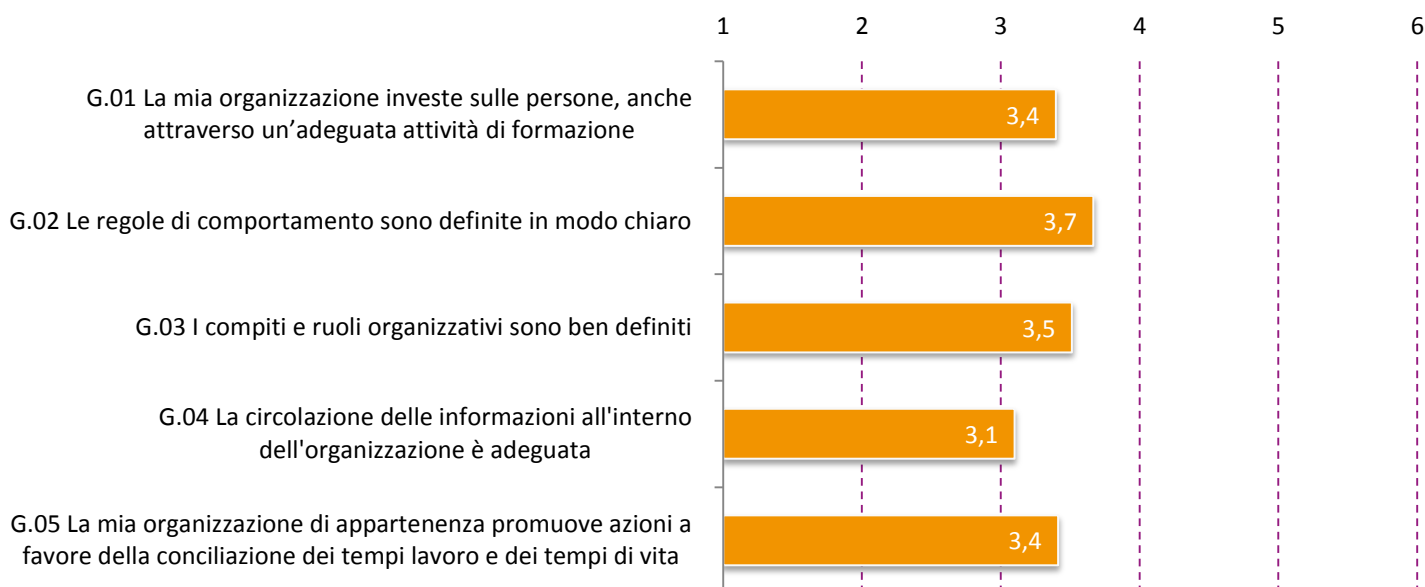 1 2 3 4 5 6
G.01 La mia organizzazione investe sulle persone, anche
attraverso un’adeguata attività di formazione
3,4
G.02 Le regole di comportamento sono definite in modo chiaro
3,7
G.03 I compiti e ruoli organizzativi sono ben definiti
3,5
G.04 La circolazione delle informazioni all'interno
dell'organizzazione è adeguata
3,1
G.05 La mia organizzazione di appartenenza promuove azioni a
favore della conciliazione dei tempi lavoro e dei tempi di vita
3,4